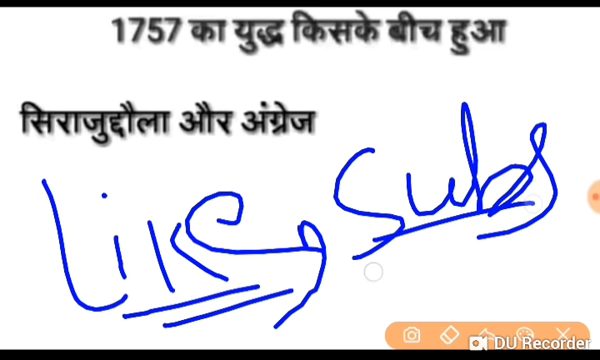 1757 का युद्ध किसके बीच हुआ
सिराजुद्दौला और अंग्रेज
Like, Subs
DU Recorder